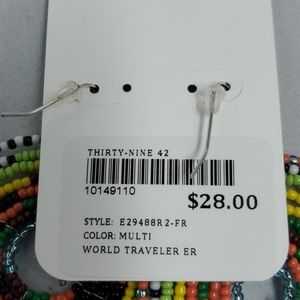 THIRTY-NINE 42
10149110
$28.00
STYLE: E29488R2-FR
COLOR: MULTI
WORLD TRAVELER ER